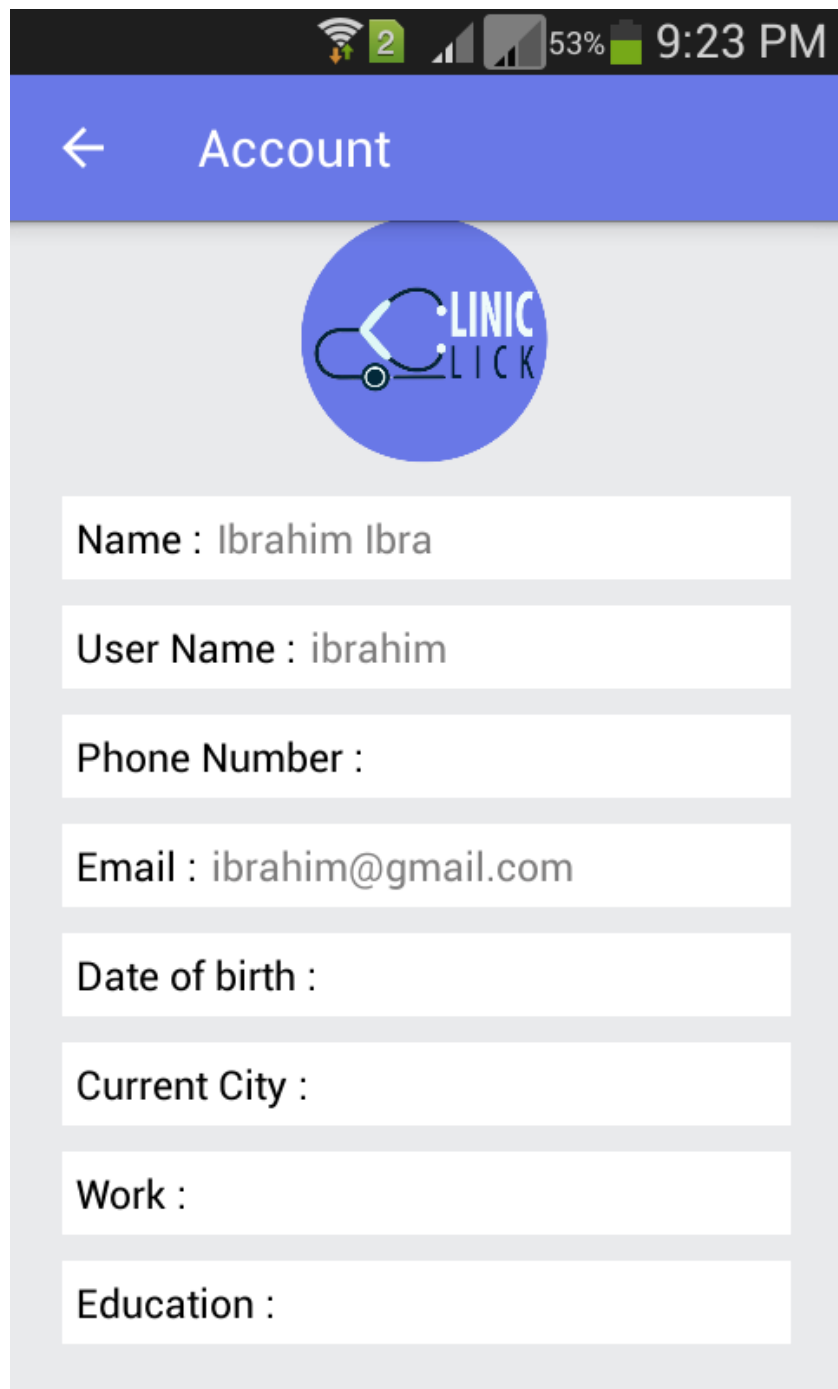 2 53% 9:23 PM
Account
LINIC
LICK
Name : Ibrahim Ibra
User Name : ibrahim
Phone Number :
Email : ibrahim@gmail.com
Date of birth :
Current City :
Work :
Education :